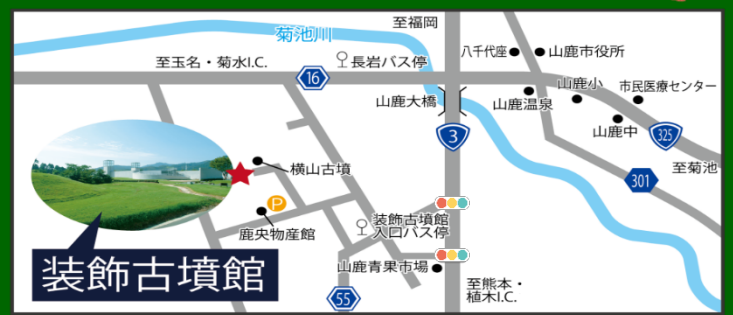 至福岡
菊池川
八千代座
山鹿市役所
至玉名・菊水I.C.
長岩バス停
16
山鹿小
市民医療センター
山鹿大橋
山鹿温泉
山鹿中
325
3
至菊池
横山古墳
301
P
装飾古墳館
入口バス停
鹿央物産館
装飾古墳館
山鹿青果市場
至熊本・
植木I.C.
55